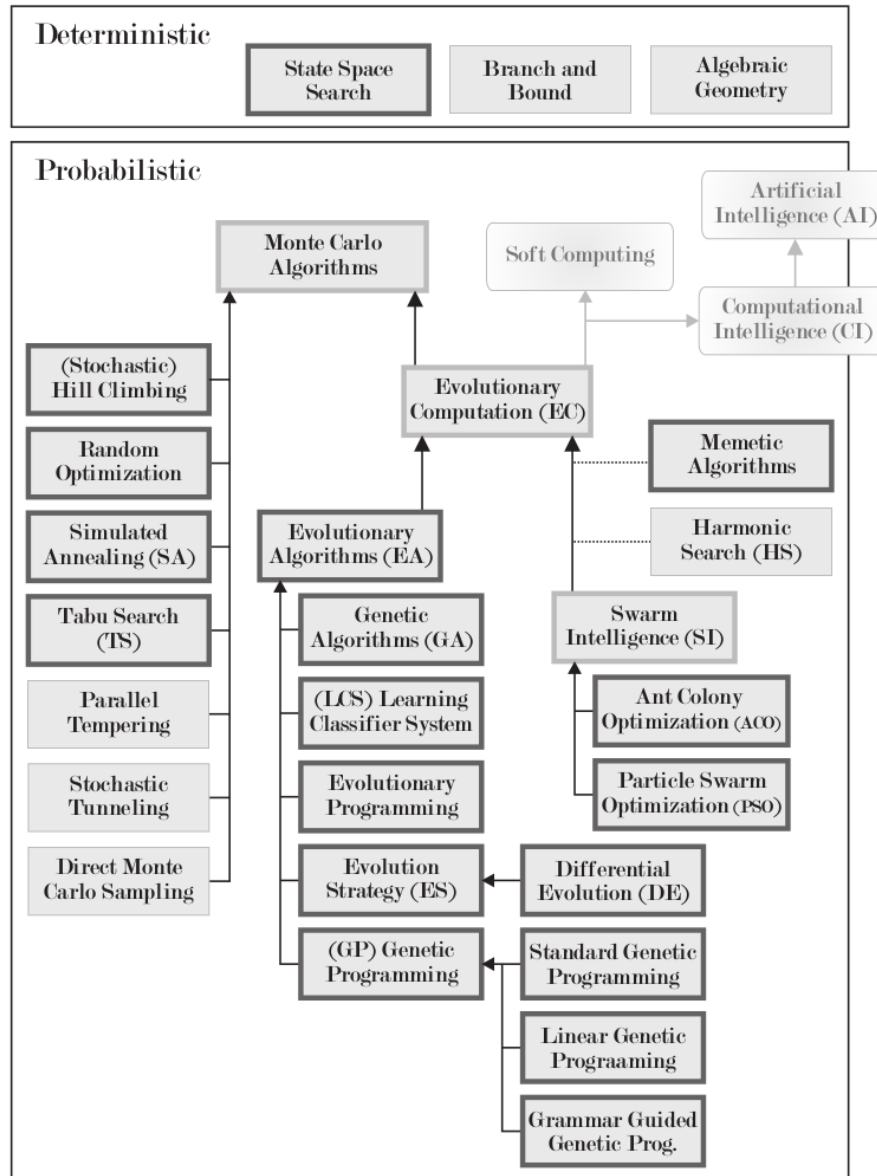 Deterministic
State Space
Search
Branch and
Bound
Algebraic
Geometry
Probabilistic
Artificial
Intelligence (AI)
Monte Carlo
Algorithms
Soft Computing
Computational
Intelligence (CI)
(Stochastic)
Hill Climbing
Evolutionary
Computation (EC)
Random
Optimization
Memetic
Algorithms
Simulated
Annealing (SA)
Evolutionary
Algorithms (EA)
Harmonic
Search (HS)
Tabu Search
(TS)
Genetic
Algorithms (GA)
Swarm
Intelligence (SI)
Parallel
Tempering
(LCS) Learning
Classifier System
Ant Colony
Optimization (ACO)
Stochastic
Tunneling
Evolutionary
Programming
Particle Swarm
Optimization (PSO)
Direct Monte
Carlo Sampling
Evolution
Strategy (ES)
Differential
Evolution (DE)
(GP) Genetic
Programming
Standard Genetic
Programming
Linear Genetic
Prograaming
Grammar Guided
Genetic Prog.